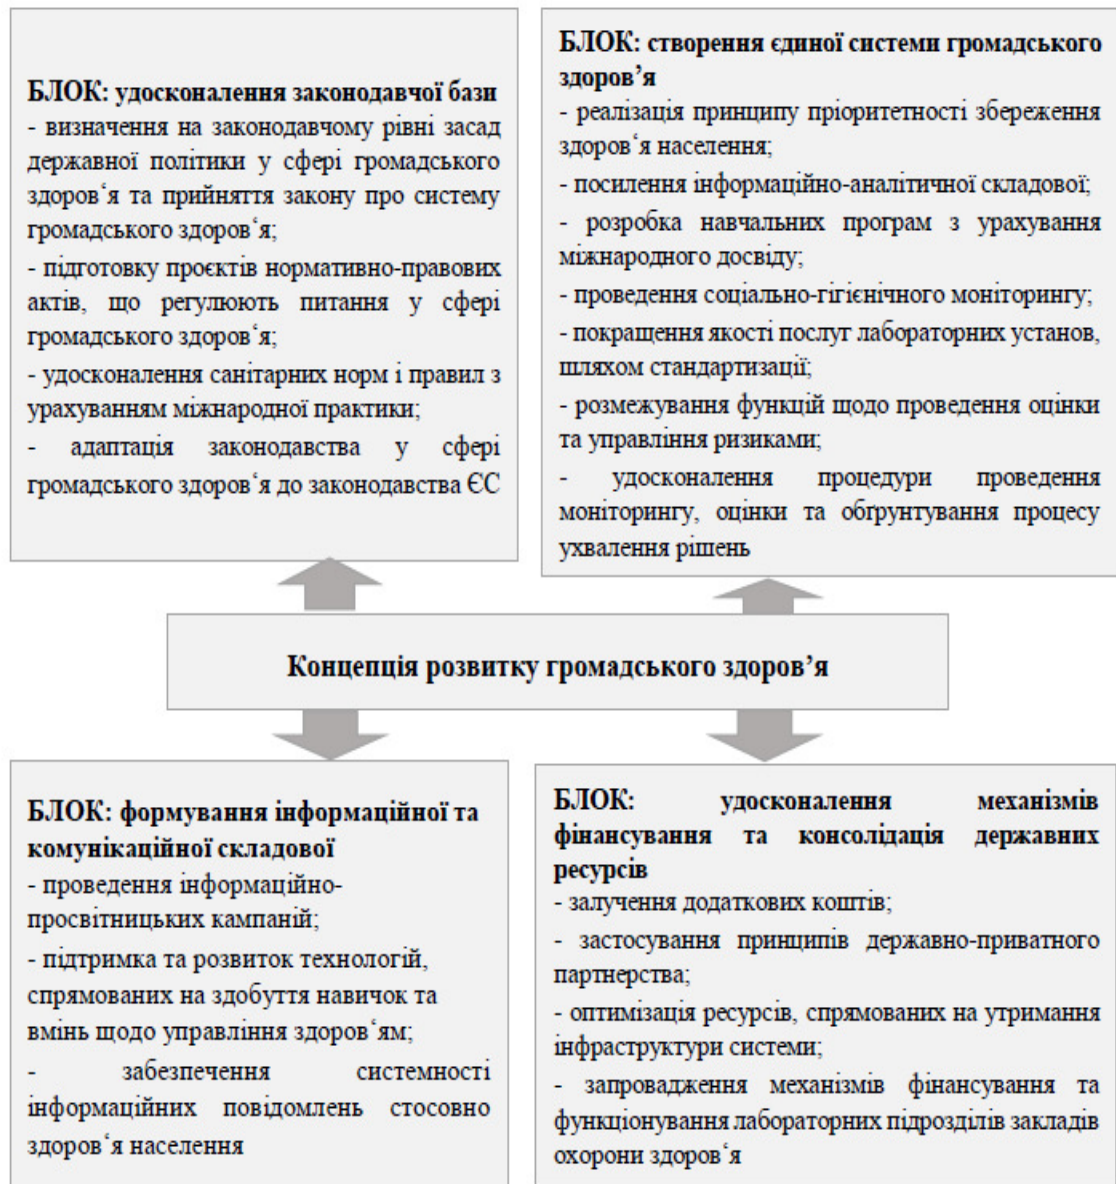 БЛОК: удосконалення законодавчої бази
- визначення на законодавчому рівні засад
державної політики у сфері громадського
здоров‘я та прийняття закону про систему
громадського здоров‘я;
- підготовку проєктів нормативно-правових
актів, що регулюють питання у сфері
громадського здоров‘я;
- удосконалення санітарних норм і правил з
урахуванням міжнародної практики;
- адаптація законодавства у сфері
громадського здоров‘я до законодавства ЄС
БЛОК: створення єдиної системи громадського
здоров’я
- реалізація принципу пріоритетності збереження
здоров‘я населення;
- посилення інформаційно-аналітичної складової;
- розробка навчальних програм з урахування
міжнародного досвіду;
- проведення соціально-гігієнічного моніторингу;
- покращення якості послуг лабораторних установ,
шляхом стандартизації;
- розмежування функцій щодо проведення оцінки
та управління ризиками;
- удосконалення процедури проведення
моніторингу, оцінки та обґрунтування процесу
ухвалення рішень
Концепція розвитку громадського здоров’я
БЛОК: формування інформаційної та
комунікаційної складової
- проведення інформаційно-
просвітницьких кампаній;
- підтримка та розвиток технологій,
спрямованих на здобуття навичок та
вмінь щодо управління здоров‘ям;
- забезпечення системності
інформаційних повідомлень стосовно
здоров‘я населення
БЛОК: удосконалення механізмів
фінансування та консолідація державних
ресурсів
- залучення додаткових коштів;
- застосування принципів державно-приватного
партнерства;
- оптимізація ресурсів, спрямованих на утримання
інфраструктури системи;
- запровадження механізмів фінансування та
функціонування лабораторних підрозділів закладів
охорони здоров‘я